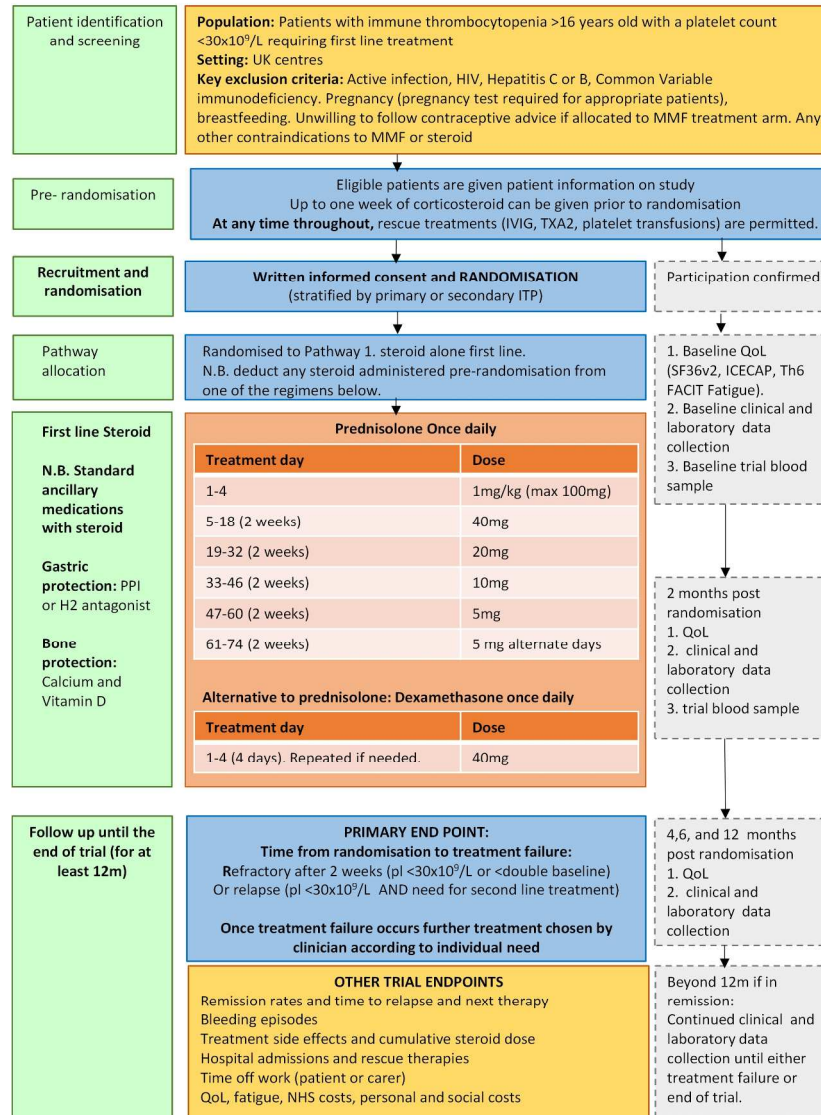 Patient identification
and screening
Population: Patients with immune thrombocytopenia >16 years old with a platelet count
<30x10⁹/L requiring first line treatment
Setting: UK centres
Key exclusion criteria: Active infection, HIV, Hepatitis C or B, Common Variable
immunodeficiency. Pregnancy (pregnancy test required for appropriate patients),
breastfeeding. Unwilling to follow contraceptive advice if allocated to MMF treatment arm. Any
other contraindications to MMF or steroid
Pre- randomisation
Eligible patients are given patient information on study
Up to one week of corticosteroid can be given prior to randomisation
At any time throughout, rescue treatments (IVIG, TXA2, platelet transfusions) are permitted.
Recruitment and
randomisation
Written informed consent and RANDOMISATION
(stratified by primary or secondary ITP)
Participation confirmed
Pathway
allocation
Randomised to Pathway 1. steroid alone first line.
N.B. deduct any steroid administered pre-randomisation from
one of the regimens below.
1. Baseline QoL
(SF36v2, ICECAP, Th6
FACIT Fatigue).
2. Baseline clinical and
laboratory data
collection
3. Baseline trial blood
sample
First line Steroid
N.B. Standard
ancillary
medications
with steroid
Gastric
protection: PPI
or H2 antagonist
Bone
protection:
Calcium and
Vitamin D
Prednisolone Once daily
Treatment day Dose
1-4 1mg/kg (max 100mg)
5-18 (2 weeks) 40mg
19-32 (2 weeks) 20mg
33-46 (2 weeks) 10mg
47-60 (2 weeks) 5mg
61-74 (2 weeks) 5 mg alternate days
Alternative to prednisolone: Dexamethasone once daily
Treatment day Dose
1-4 (4 days). Repeated if needed. 40mg
2 months post
randomisation
1. QoL
2. clinical and
laboratory data
collection
3. trial blood sample
Follow up until the
end of trial (for at
least 12m)
PRIMARY END POINT:
Time from randomisation to treatment failure:
Refractory after 2 weeks (pl <30x10⁹/L or <double baseline)
Or relapse (pl <30x10⁹/L AND need for second line treatment)
Once treatment failure occurs further treatment chosen by
clinician according to individual need
4,6, and 12 months
post randomisation
1. QoL
2. clinical and
laboratory data
collection
OTHER TRIAL ENDPOINTS
Remission rates and time to relapse and next therapy
Bleeding episodes
Treatment side effects and cumulative steroid dose
Hospital admissions and rescue therapies
Time off work (patient or carer)
QoL, fatigue, NHS costs, personal and social costs
Beyond 12m if in
remission:
Continued clinical and
laboratory data
collection until either
treatment failure or
end of trial.